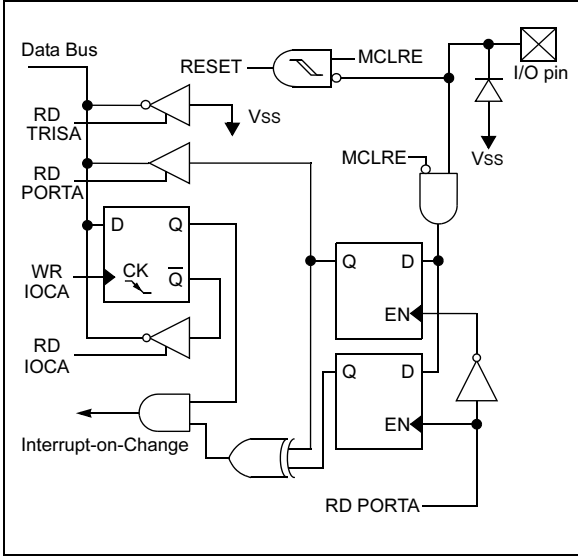 Data Bus
RESET
MCLRE
I/O pin
RD
TRISA
VSS
VSS
RD
PORTA
MCLRE
D
Q
Q
D
WR
IOCA
CK
Q
EN
RD
IOCA
Q
D
EN
Interrupt-on-Change
RD PORTA